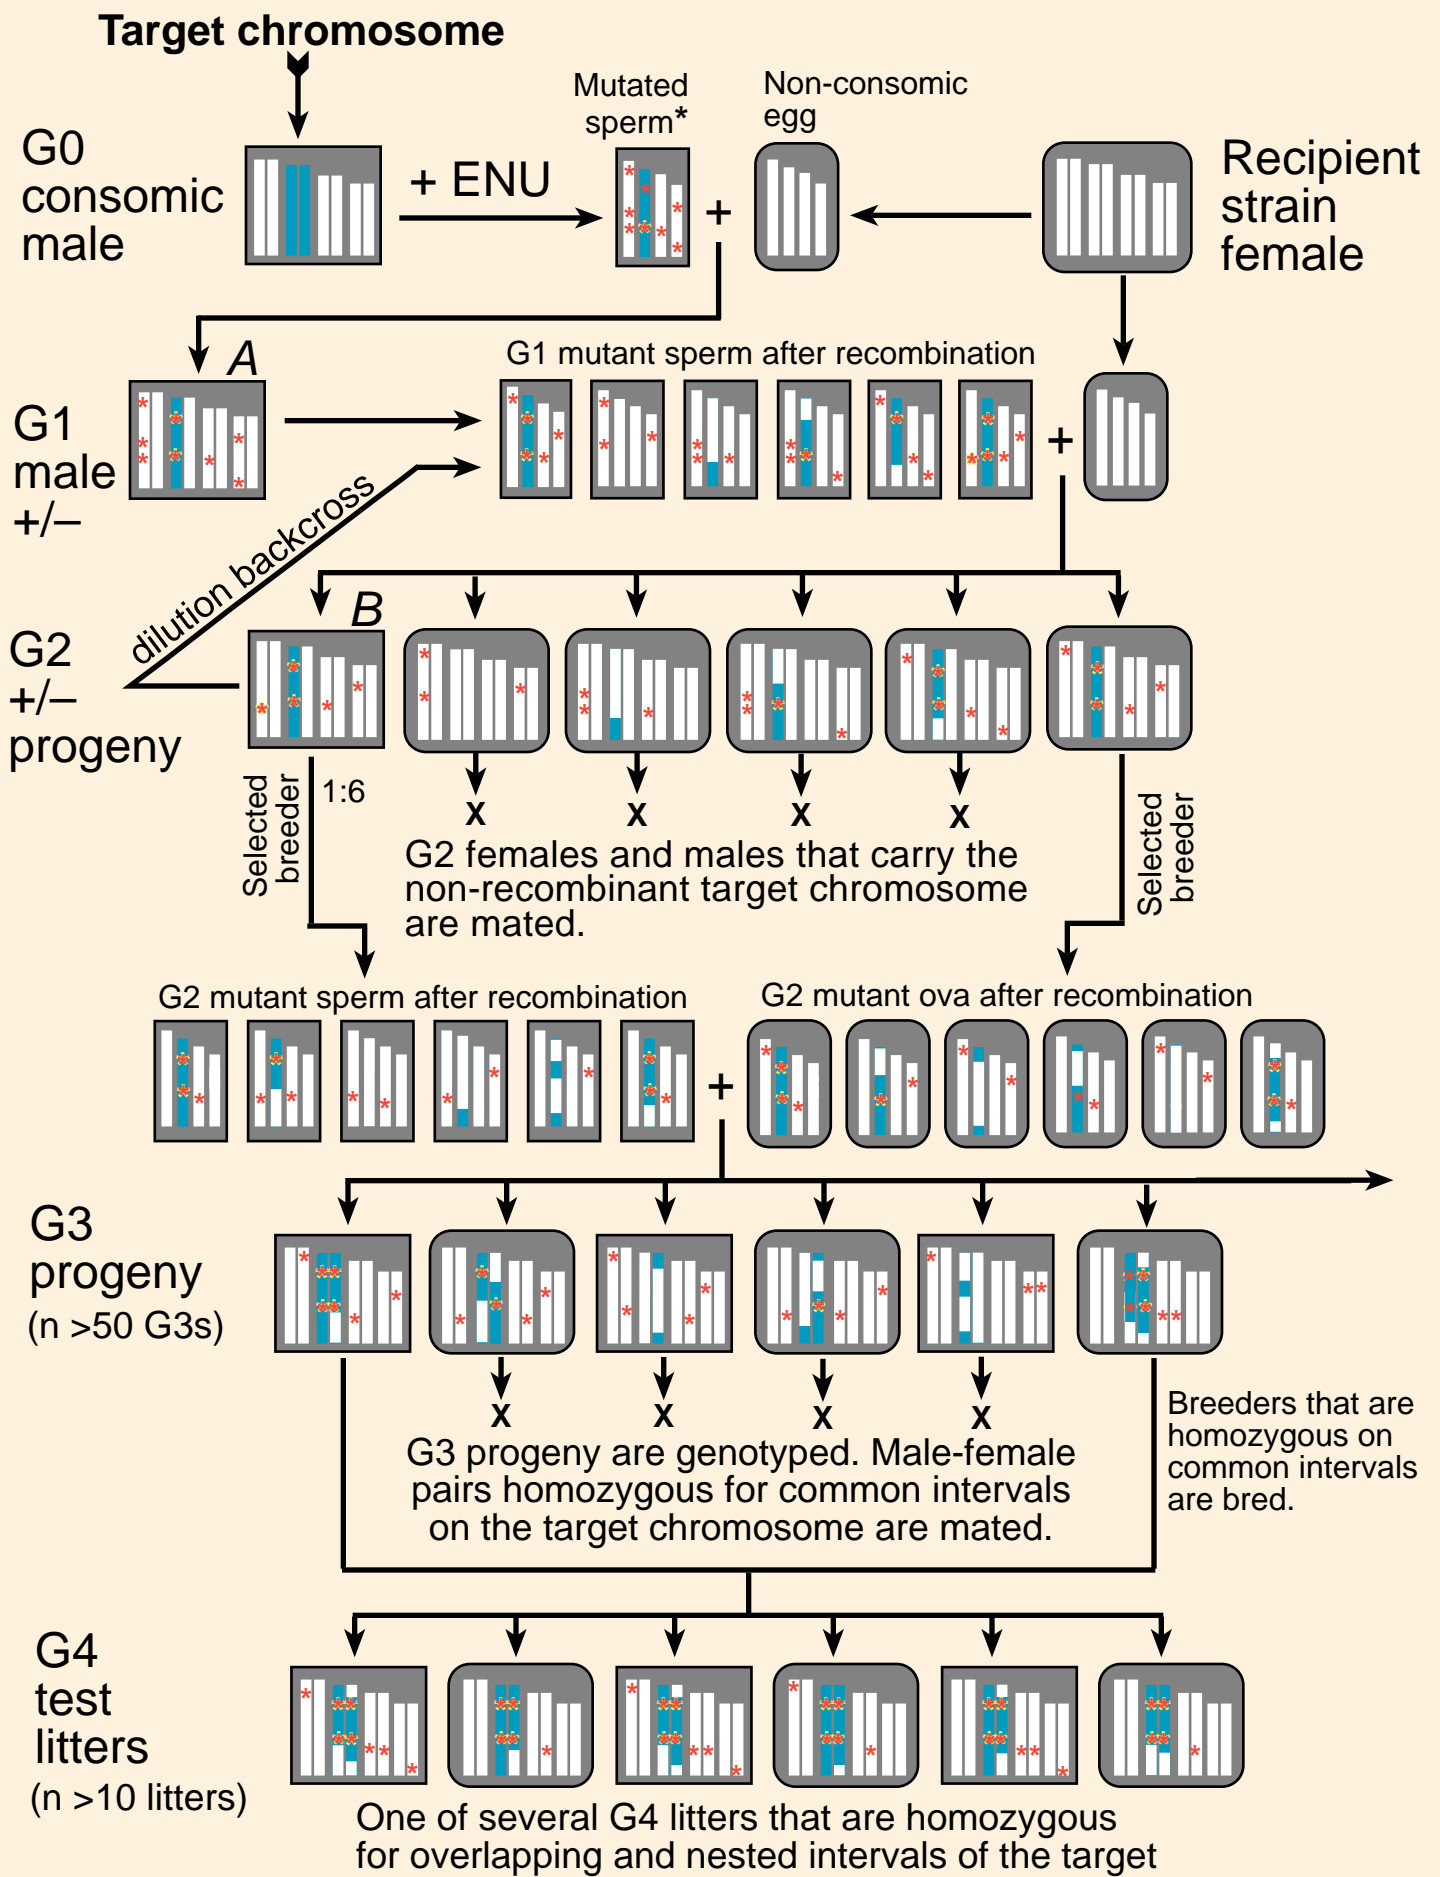 Target chromosome
Mutated
sperm*
Non-consomic
egg
G0
consomic
male
+ ENU
+
Recipient
strain
female
A
G1 mutant sperm after recombination
G1
male
+/–
+
dilution backcross
B
G2
+/–
progeny
Selected
breeder
1:6
X
X
X
X
Selected
breeder
G2 females and males that carry the
non-recombinant target chromosome
are mated.
G2 mutant sperm after recombination
G2 mutant ova after recombination
+
G3
progeny
(n >50 G3s)
X
X
X
X
Breeders that are
homozygous on
common intervals
are bred.
G3 progeny are genotyped. Male-female
pairs homozygous for common intervals
on the target chromosome are mated.
G4
test
litters
(n >10 litters)
One of several G4 litters that are homozygous
for overlapping and nested intervals of the target